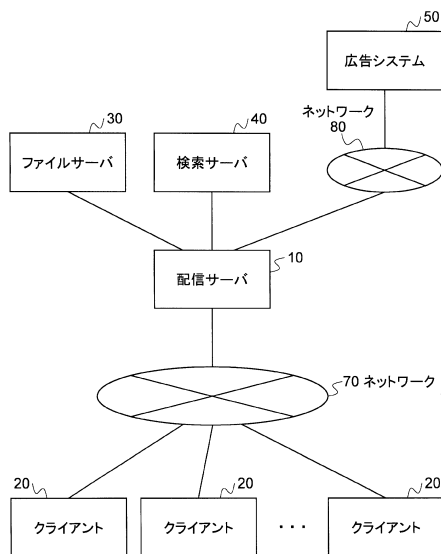 50
広告システム
ネットワーク
80
30
ファイルサーバ
40
検索サーバ
10
配信サーバ
70 ネットワーク
20
クライアント
20
クライアント
・・・
20
クライアント